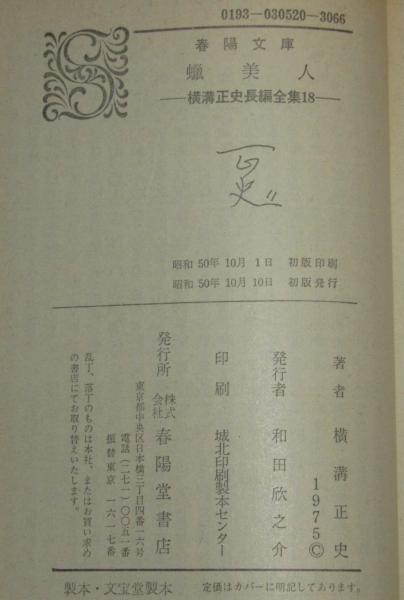 0193-030520-3066
春陽文庫
蠟美人
―横溝正史長編全集18―
正史
昭和50年10月1日 初版印刷
昭和50年10月10日 初版発行
著者 横溝正史
1975©
発行者 和田欣之介
印刷 城北印刷製本センター
発行所 株式会社 春陽堂書店
東京都中央区日本橋三丁目四番一六号
電話(二七一)〇〇五一番
振替東京 一六一七番
乱丁、落丁のものは本社、またはお買い求め
の書店にてお取り替えいたします。
製本・文宝堂製本
定価はカバーに明記してあります。